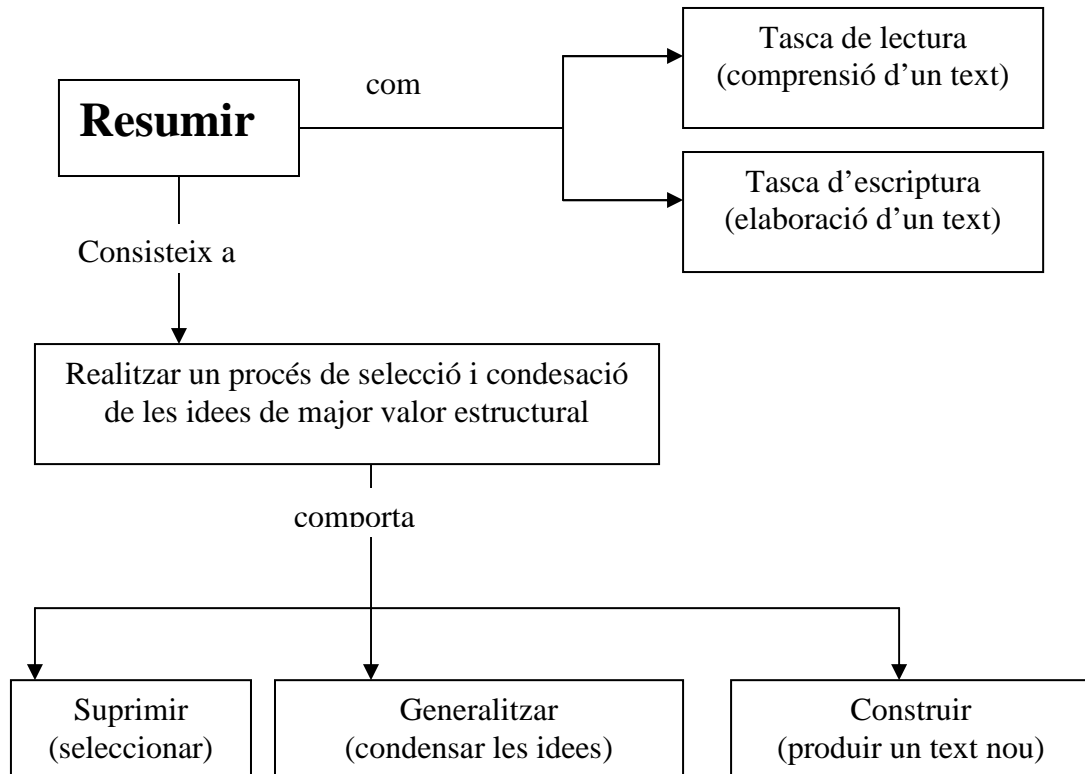 Resumir
com
Tasca de lectura
(comprensió d’un text)
Tasca d’escriptura
(elaboració d’un text)
Consisteix a
Realitzar un procés de selecció i condesació
de les idees de major valor estructural
comporta
Suprimir
(seleccionar)
Generalitzar
(condensar les idees)
Construir
(produir un text nou)